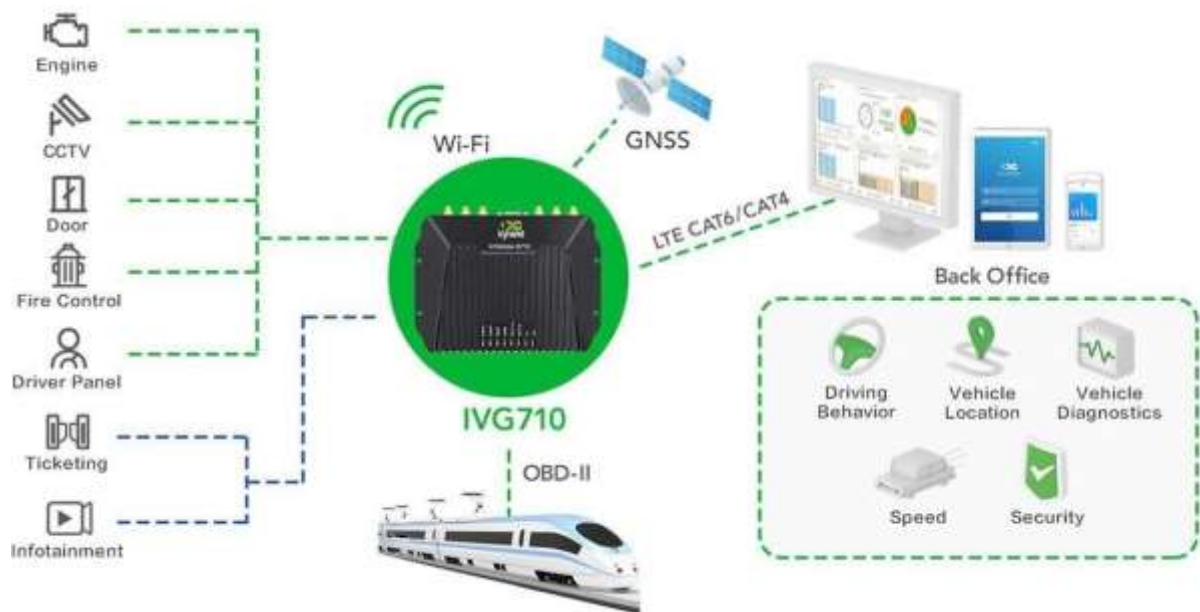 Engine
CCTV
Door
Fire Control
Driver Panel
Ticketing
Infotainment
Wi-Fi
GNSS
LTE CAT6/CAT4
IVG710
OBD-II
Back Office
Driving
Behavior
Vehicle
Location
Vehicle
Diagnostics
Speed
Security